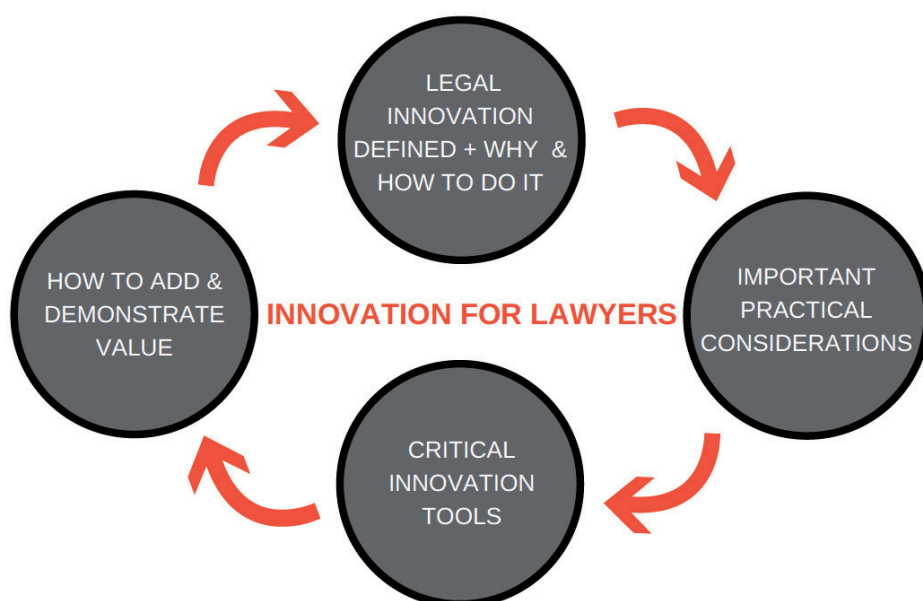 LEGAL
INNOVATION
DEFINED + WHY &
HOW TO DO IT
IMPORTANT
PRACTICAL
CONSIDERATIONS
HOW TO ADD &
DEMONSTRATE
VALUE
INNOVATION FOR LAWYERS
CRITICAL
INNOVATION
TOOLS